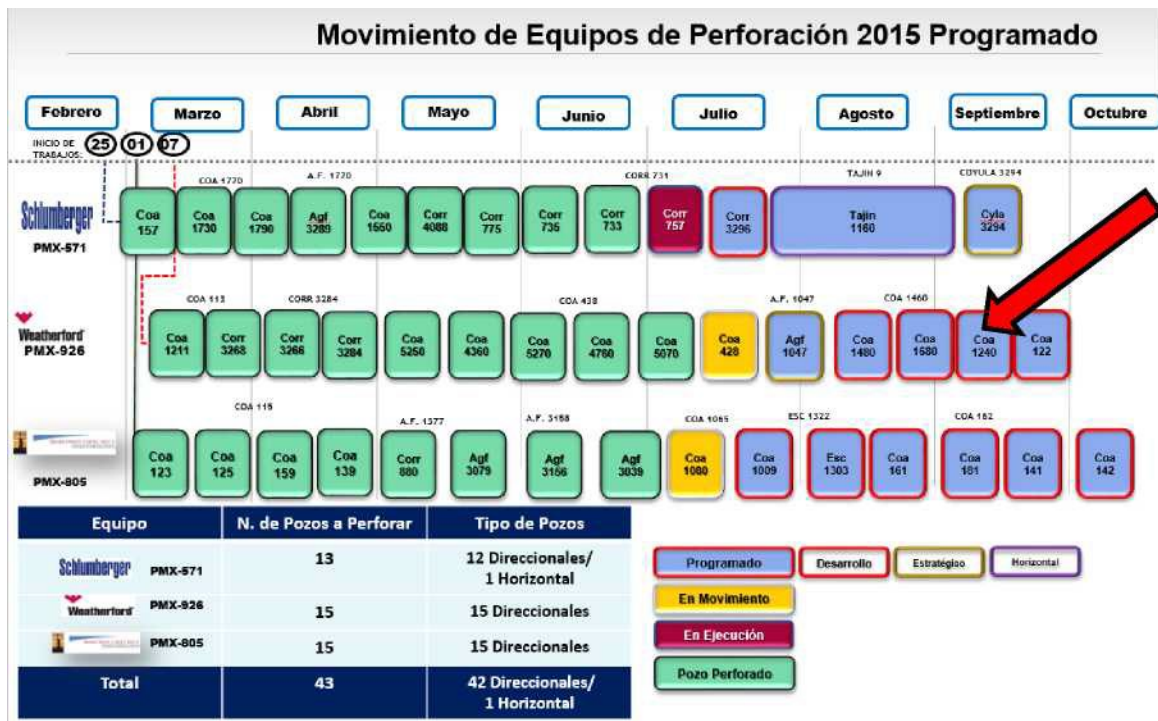 Movimiento de Equipos de Perforación 2015 Programado
Febrero Marzo Abril Mayo Junio Julio Agosto Septiembre Octubre
INICIO DE
TRABAJOS: 25 01 07
COA 1770 A.F. 1770 CORR 731 TAJIN 9 COYULA 3294
Schlumberger
PMX-571
Coa
157
Coa
1730
Coa
1790
Agf
3289
Coa
1550
Corr
4088
Corr
775
Corr
735
Corr
733
Corr
757
Corr
3296
Tajin
1160
Cyla
3294
COA 113 CORR 3284 COA 438 A.F. 1047 COA 1460
Weatherford
PMX-926
Coa
1211
Corr
3268
Corr
3266
Corr
3284
Coa
5250
Coa
4360
Coa
5270
Coa
4760
Coa
5070
Coa
428
Agf
1047
Coa
1480
Coa
1680
Coa
1240
Coa
122
COA 115 A.F. 1377 A.F. 3168 COA 1065 ESC 1322 COA 162
PMX-805
Coa
123
Coa
125
Coa
159
Coa
139
Corr
880
Agf
3079
Agf
3166
Agf
3039
Coa
1080
Coa
1009
Esc
1303
Coa
161
Coa
181
Coa
141
Coa
142
Equipo N. de Pozos a Perforar Tipo de Pozos
Schlumberger PMX-571 13 12 Direccionales/
1 Horizontal
Weatherford PMX-926 15 15 Direccionales
PMX-805 15 15 Direccionales
Total 43 42 Direccionales/
1 Horizontal
Programado Desarrollo Estratégico Horizontal
En Movimiento
En Ejecución
Pozo Perforado